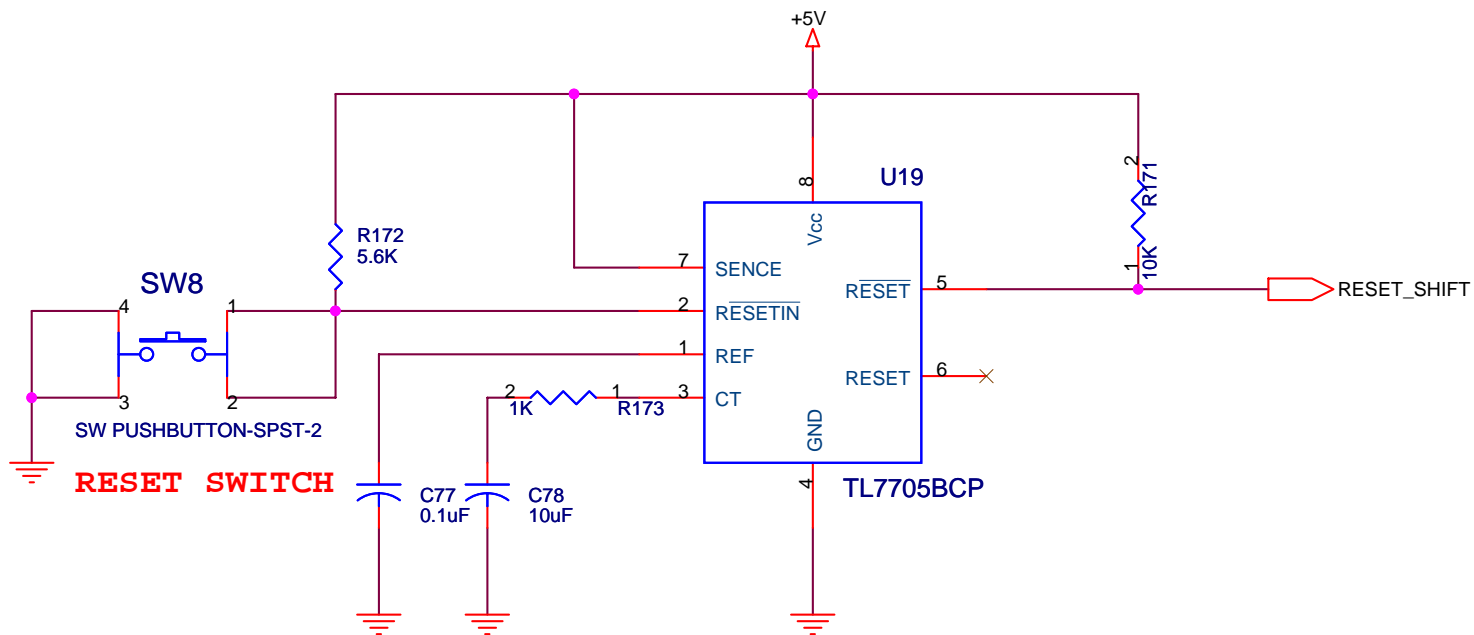 +5V
U19
8
Vcc
2
R171
10K
1
R172
5.6K
7
SENCE
SW8
RESET
5
RESET_SHIFT
4
1
2
RESETIN
1
REF
RESET
6
3
2
2
1K
1
R173
3
CT
SW PUSHBUTTON-SPST-2
GND
RESET SWITCH
4
TL7705BCP
C77
0.1uF
C78
10uF